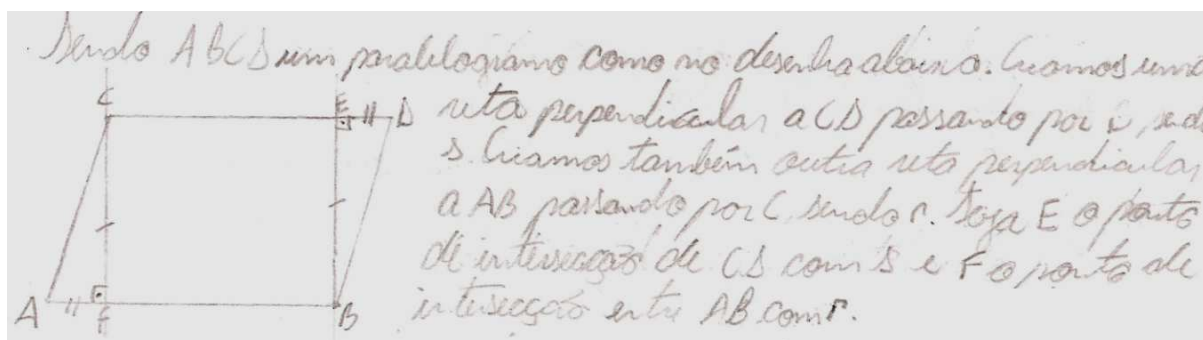 Sendo ABCD um paralelogramo como no desenho abaixo. Criamos uma
C E D reta perpendicular a CD passando por
s. Criamos também outra reta perpendicular
a AB passando por C sendo r. Seja E o ponto
de intersecção de CD com s e F o ponto de
A F B intersecção entre AB com r.